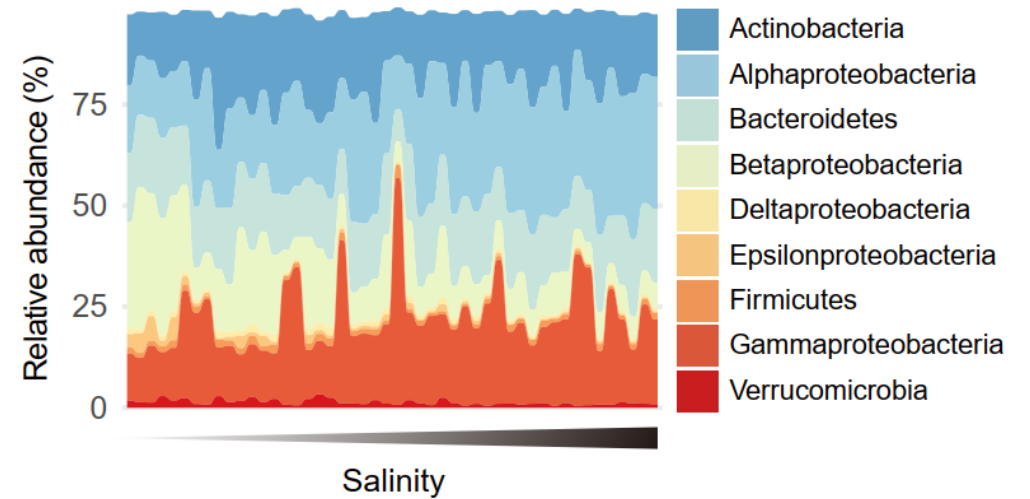 Relative abundance (%)
75
50
25
0
Salinity
Actinobacteria
Alphaproteobacteria
Bacteroidetes
Betaproteobacteria
Deltaproteobacteria
Epsilonproteobacteria
Firmicutes
Gammaproteobacteria
Verrucomicrobia